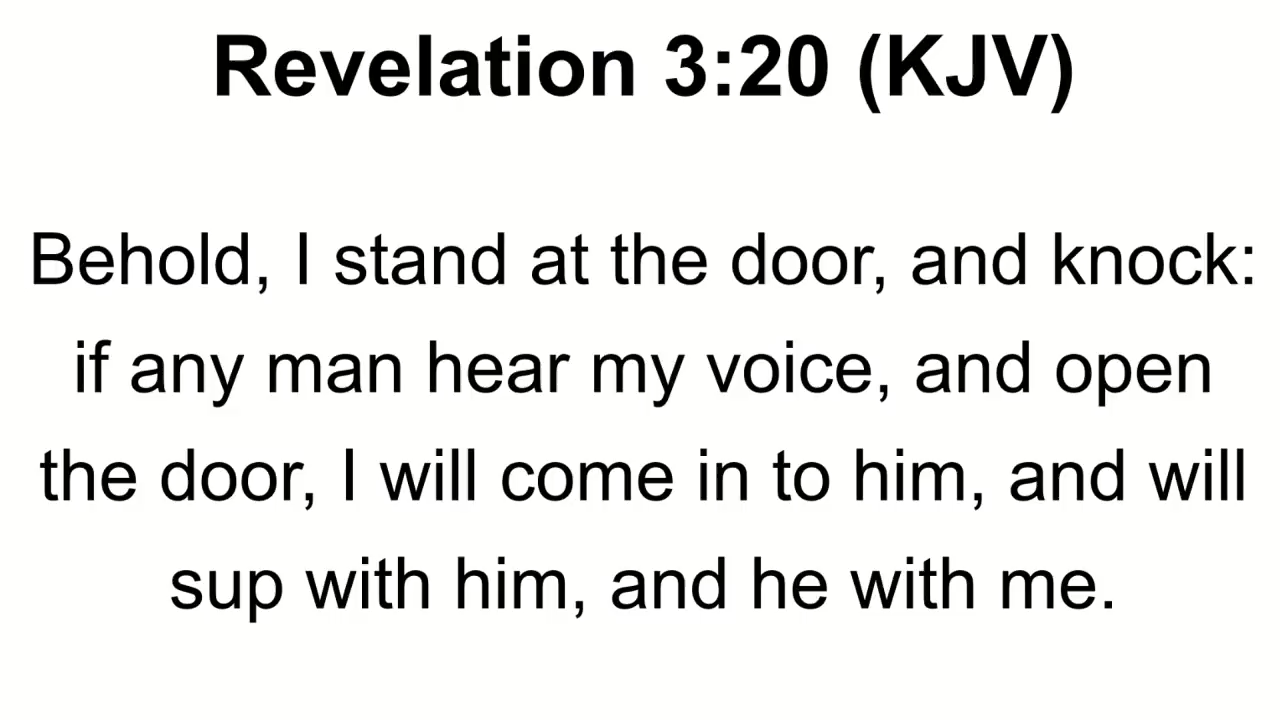 Revelation 3:20 (KJV)
Behold, I stand at the door, and knock:
if any man hear my voice, and open
the door, I will come in to him, and will
sup with him, and he with me.